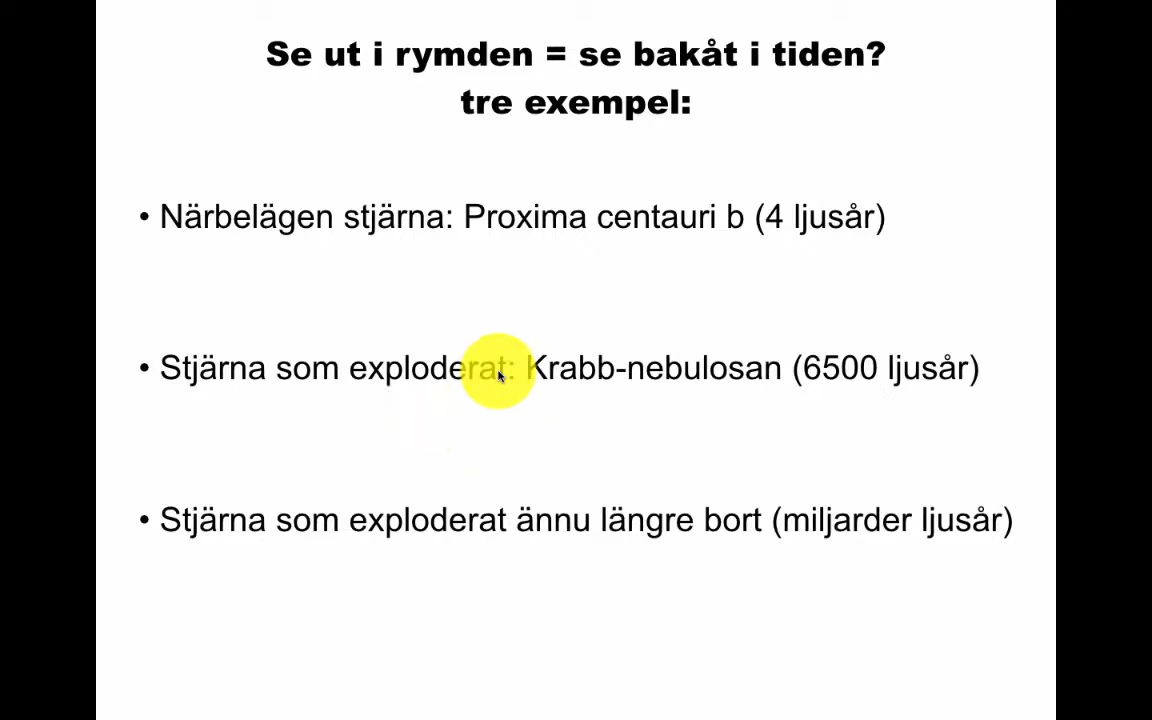 Se ut i rymden = se bakåt i tiden?
tre exempel:
• Närbelägen stjärna: Proxima centauri b (4 ljusår)
• Stjärna som exploderat: Krabb-nebulosan (6500 ljusår)
• Stjärna som exploderat ännu längre bort (miljarder ljusår)